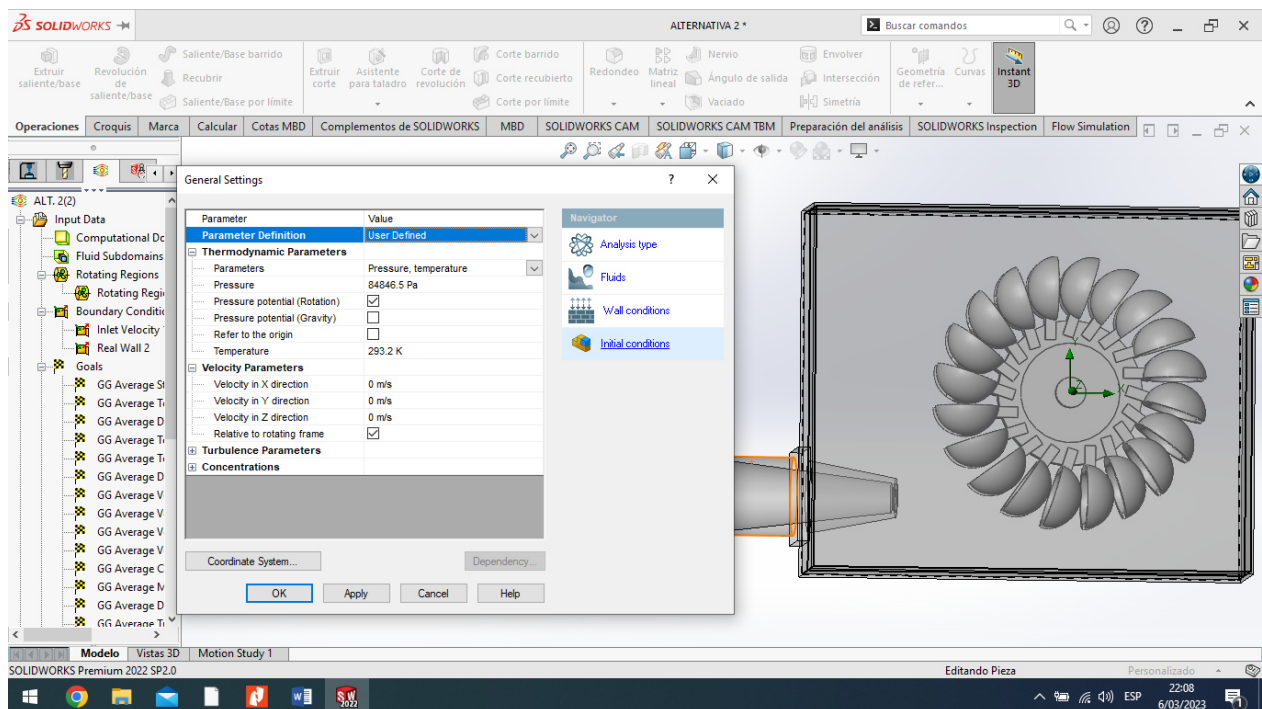 SOLIDWORKS
ALTERNATIVA 2 *
Buscar comandos
Extruir saliente/base
Revolución de saliente/base
Saliente/Base barrido
Recubrir
Saliente/Base por límite
Extruir corte
Asistente para taladro
Corte de revolución
Corte barrido
Corte recubierto
Corte por límite
Redondeo
Matriz lineal
Nervio
Ángulo de salida
Vaciado
Envolver
Intersección
Simetría
Geometría de refer...
Curvas
Instant 3D
Operaciones Croquis Marca Calcular Cotas MBD Complementos de SOLIDWORKS MBD SOLIDWORKS CAM SOLIDWORKS CAM TBM Preparación del análisis SOLIDWORKS Inspection Flow Simulation
ALT. 2(2)
Input Data
Computational Do
Fluid Subdomains
Rotating Regions
Rotating Regi
Boundary Conditi
Inlet Velocity
Real Wall 2
Goals
GG Average St
GG Average T
GG Average D
GG Average T
GG Average T
GG Average D
GG Average V
GG Average V
GG Average V
GG Average V
GG Average C
GG Average M
GG Average D
GG Average T
General Settings
? X
Parameter Value
Parameter Definition User Defined
Thermodynamic Parameters
Parameters Pressure, temperature
Pressure 84846.5 Pa
Pressure potential (Rotation)
Pressure potential (Gravity)
Refer to the origin
Temperature 293.2 K
Velocity Parameters
Velocity in X direction 0 m/s
Velocity in Y direction 0 m/s
Velocity in Z direction 0 m/s
Relative to rotating frame
Turbulence Parameters
Concentrations
Coordinate System...
Dependency...
OK Apply Cancel Help
Navigator
Analysis type
Fluids
Wall conditions
Initial conditions
Y
Z
X
Modelo Vistas 3D Motion Study 1
SOLIDWORKS Premium 2022 SP2.0
Editando Pieza
Personalizado
ESP
22:08
6/03/2023